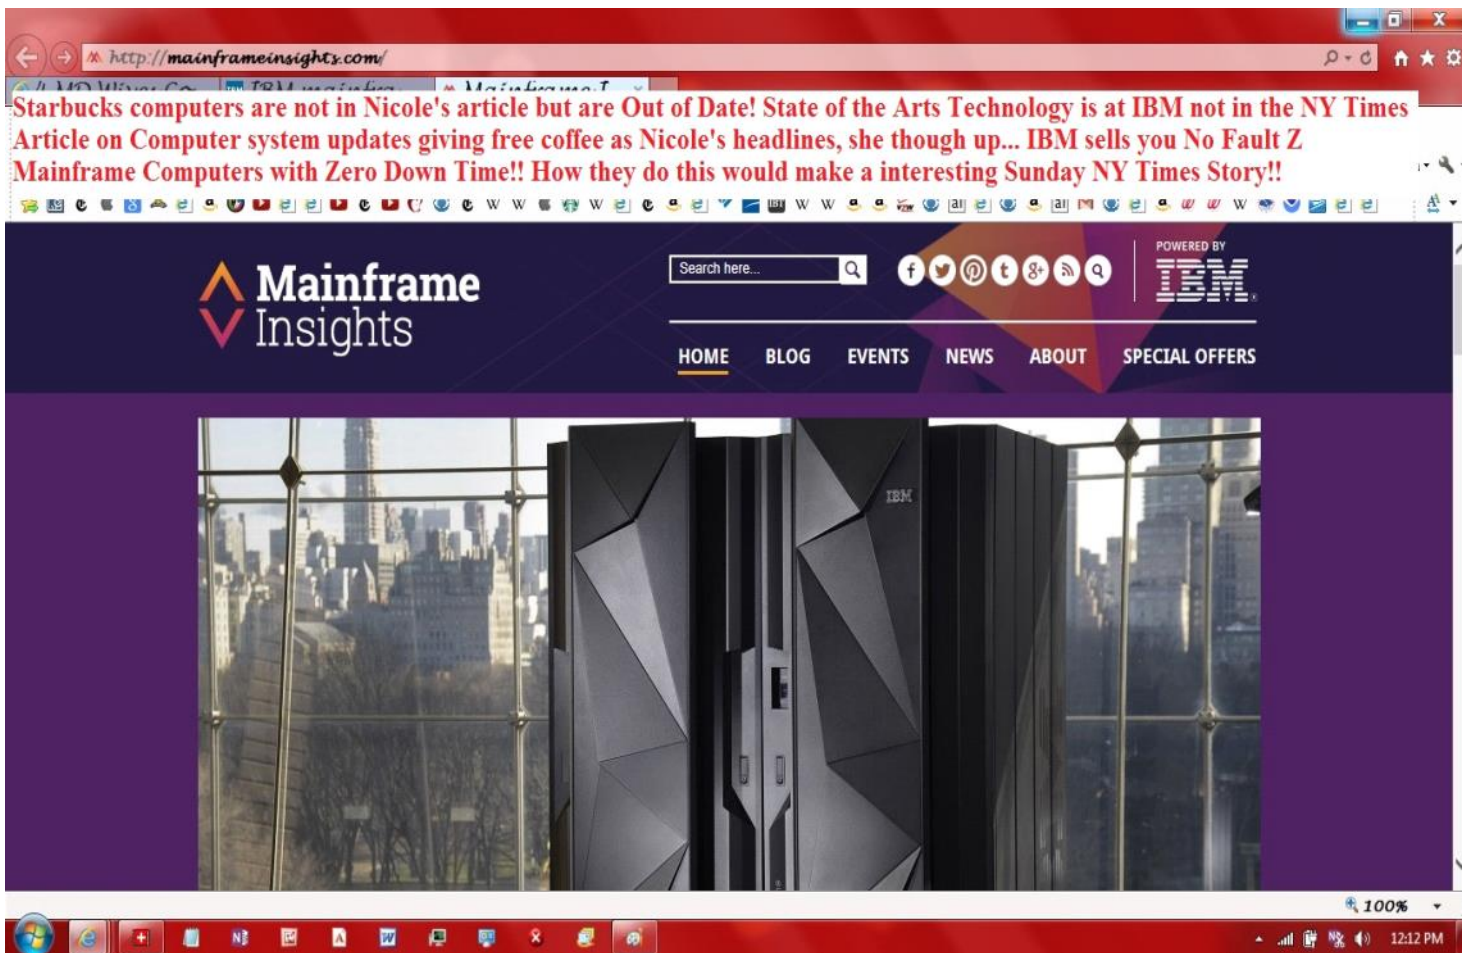 http://mainframeinsights.com/
Starbucks computers are not in Nicole's article but are Out of Date! State of the Arts Technology is at IBM not in the NY Times
Article on Computer system updates giving free coffee as Nicole's headlines, she though up... IBM sells you No Fault Z
Mainframe Computers with Zero Down Time!! How they do this would make a interesting Sunday NY Times Story!!
Mainframe
Insights
Search here...
POWERED BY
IBM
HOME BLOG EVENTS NEWS ABOUT SPECIAL OFFERS
IBM
100%
12:12 PM